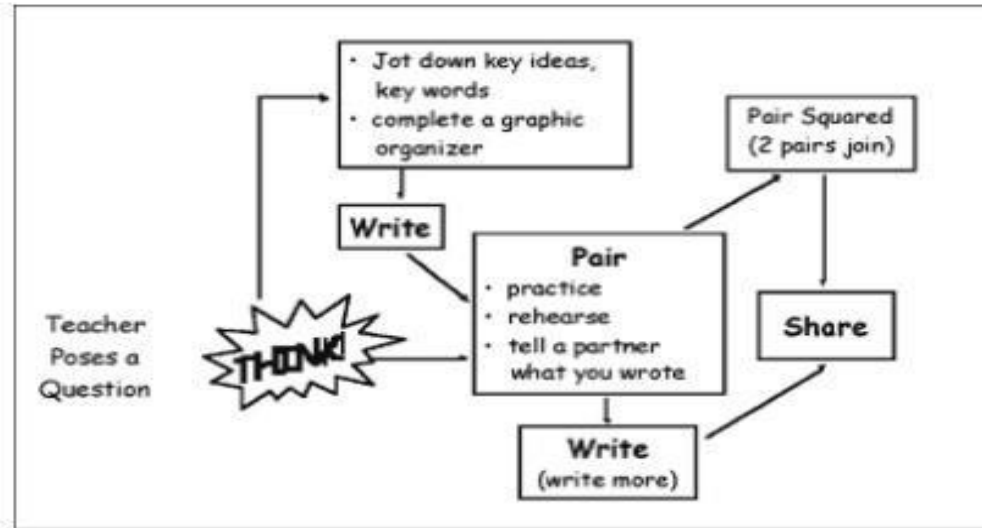 • Jot down key ideas,
key words
• complete a graphic
organizer
Pair Squared
(2 pairs join)
Write
Pair
• practice
• rehearse
• tell a partner
what you wrote
Teacher
Poses a
Question
THINK!
Share
Write
(write more)